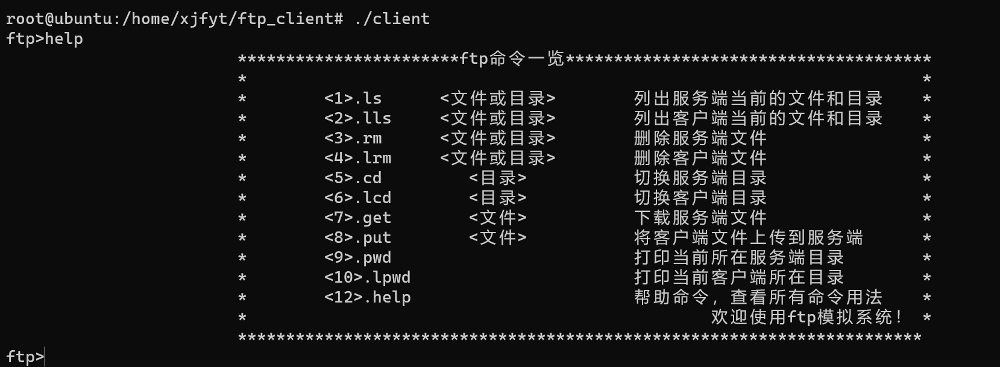 root@ubuntu:/home/xjfyt/ftp_client# ./client
ftp>help
***********************ftp命令一览**************************************
* *
* <1>.ls <文件或目录> 列出服务端当前的文件和目录 *
* <2>.lls <文件或目录> 列出客户端当前的文件和目录 *
* <3>.rm <文件或目录> 删除服务端文件 *
* <4>.lrm <文件或目录> 删除客户端文件 *
* <5>.cd <目录> 切换服务端目录 *
* <6>.lcd <目录> 切换客户端目录 *
* <7>.get <文件> 下载服务端文件 *
* <8>.put <文件> 将客户端文件上传到服务端 *
* <9>.pwd 打印当前所在服务端目录 *
* <10>.lpwd 打印当前客户端所在目录 *
* <12>.help 帮助命令，查看所有命令用法 *
* 欢迎使用ftp模拟系统！ *
***********************************************************************
ftp>